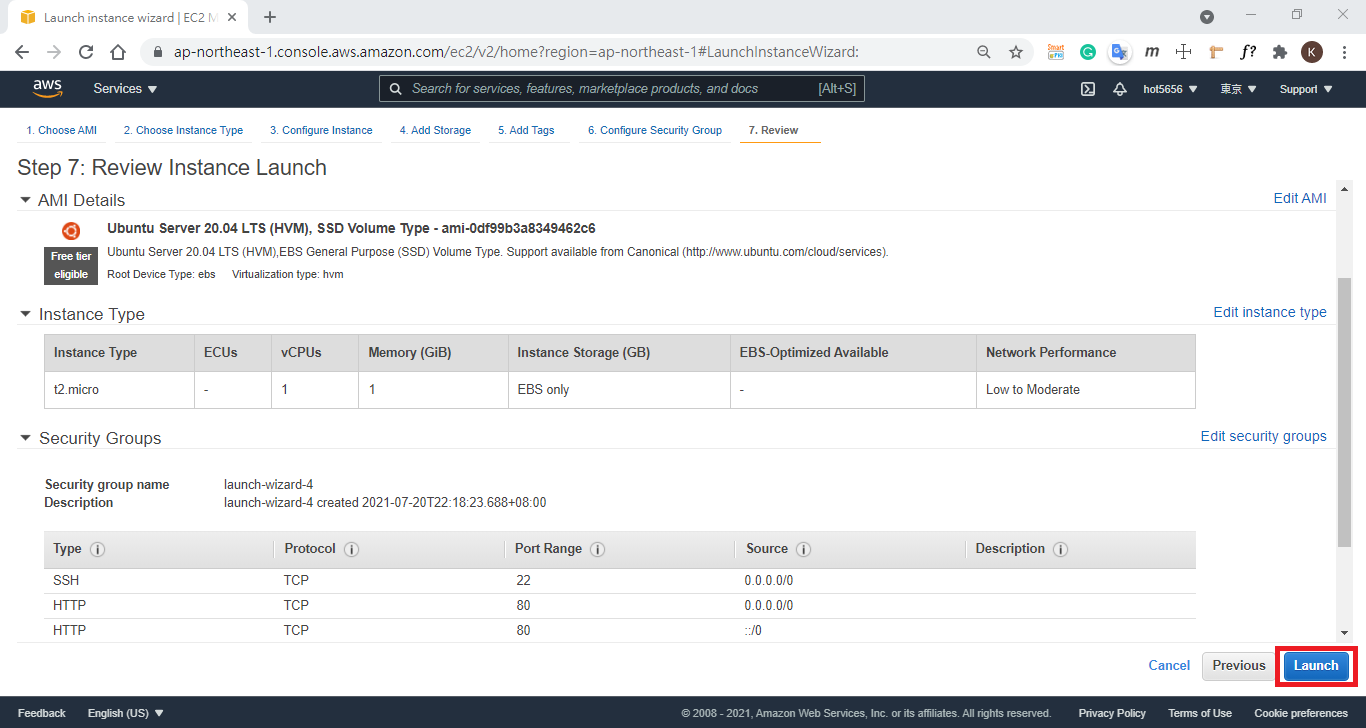 Launch instance wizard | EC2 M
ap-northeast-1.console.aws.amazon.com/ec2/v2/home?region=ap-northeast-1#LaunchInstanceWizard:
m
f?
K
aws
Services
Search for services, features, marketplace products, and docs
[Alt+S]
hot5656
東京
Support
1. Choose AMI
2. Choose Instance Type
3. Configure Instance
4. Add Storage
5. Add Tags
6. Configure Security Group
7. Review
Step 7: Review Instance Launch
AMI Details
Edit AMI
Free tier
eligible
Ubuntu Server 20.04 LTS (HVM), SSD Volume Type - ami-0df99b3a8349462c6
Ubuntu Server 20.04 LTS (HVM),EBS General Purpose (SSD) Volume Type. Support available from Canonical (http://www.ubuntu.com/cloud/services).
Root Device Type: ebs Virtualization type: hvm
Instance Type
Edit instance type
Instance Type ECUs vCPUs Memory (GiB) Instance Storage (GB) EBS-Optimized Available Network Performance
t2.micro - 1 1 EBS only - Low to Moderate
Security Groups
Edit security groups
Security group name launch-wizard-4
Description launch-wizard-4 created 2021-07-20T22:18:23.688+08:00
Type Protocol Port Range Source Description
SSH TCP 22 0.0.0.0/0
HTTP TCP 80 0.0.0.0/0
HTTP TCP 80 ::/0
Cancel Previous Launch
Feedback English (US) © 2008 - 2021, Amazon Web Services, Inc. or its affiliates. All rights reserved. Privacy Policy Terms of Use Cookie preferences